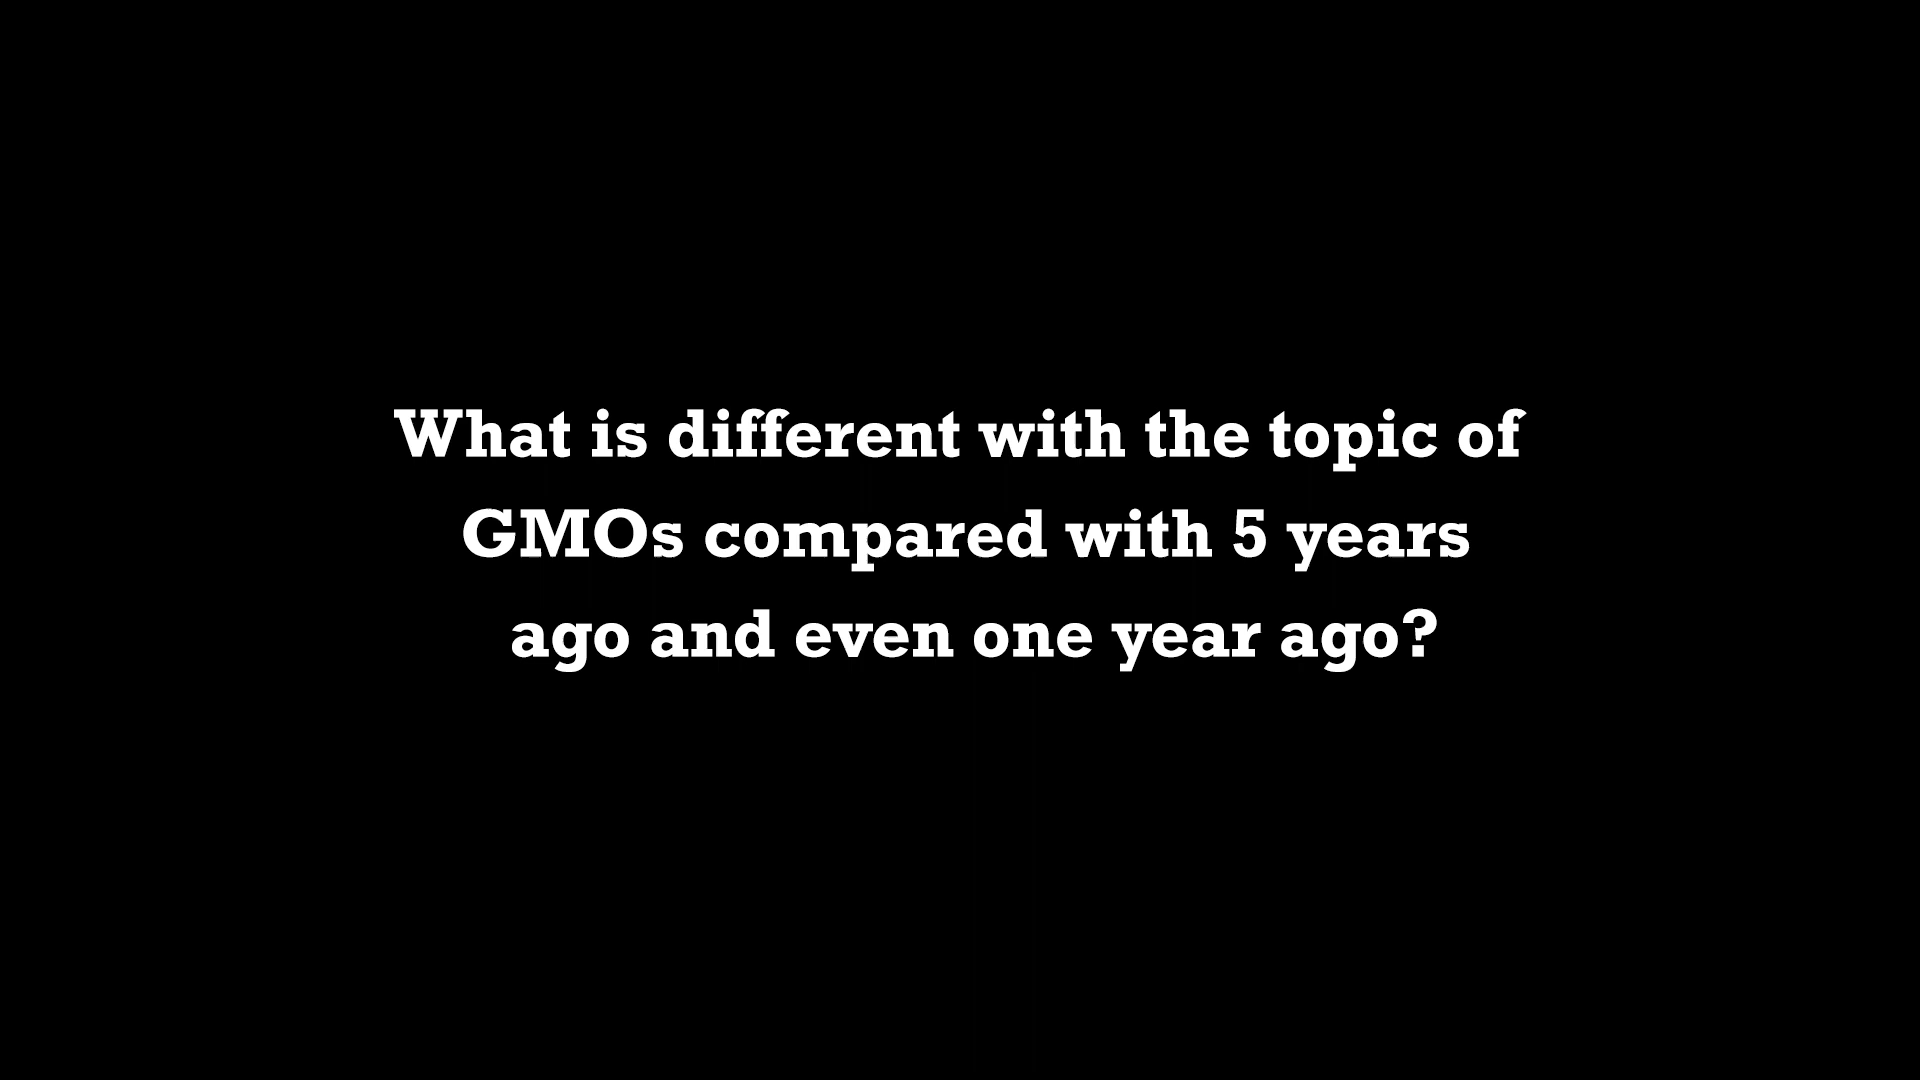 What is different with the topic of
GMOs compared with 5 years
ago and even one year ago?